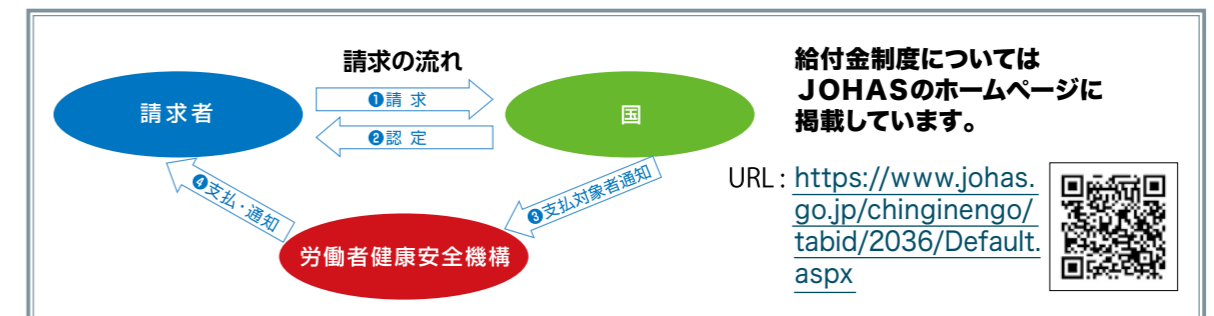 請求の流れ
請求者
❶請 求
国
❷認 定
❸支払対象者通知
❹支払・通知
労働者健康安全機構
給付金制度については
JOHASのホームページに
掲載しています。
URL : https://www.johas.
go.jp/chinginengo/
tabid/2036/Default.
aspx